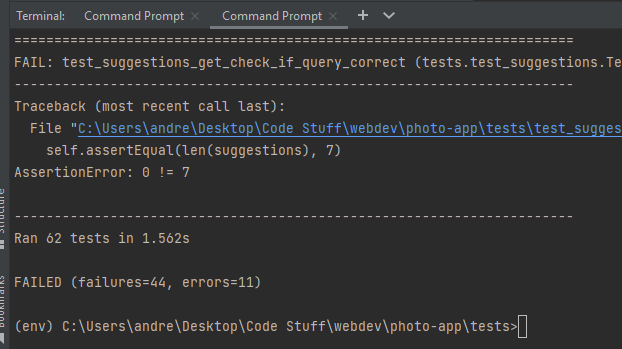 Terminal: Command Prompt × Command Prompt × +
======================================================================
FAIL: test_suggestions_get_check_if_query_correct (tests.test_suggestions.Te
----------------------------------------------------------------------
Traceback (most recent call last):
File "C:\Users\andre\Desktop\Code Stuff\webdev\photo-app\tests\test_sugges
self.assertEqual(len(suggestions), 7)
AssertionError: 0 != 7
----------------------------------------------------------------------
Ran 62 tests in 1.562s
FAILED (failures=44, errors=11)
(env) C:\Users\andre\Desktop\Code Stuff\webdev\photo-app\tests>
Structure
Bookmarks